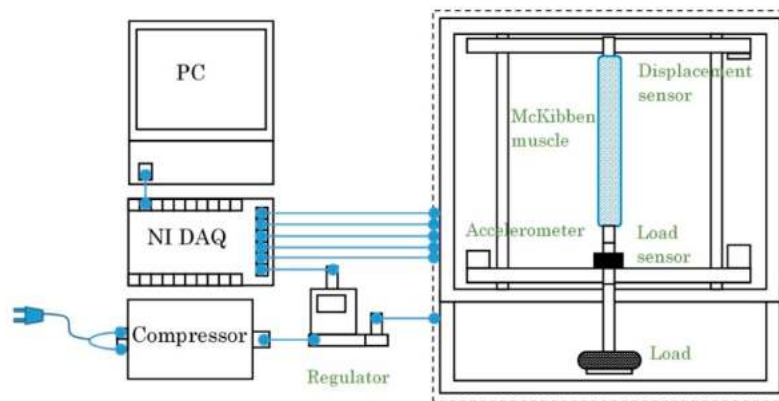 PC
NI DAQ
Compressor
Regulator
Displacement
sensor
McKibben
muscle
Accelerometer
Load
sensor
Load